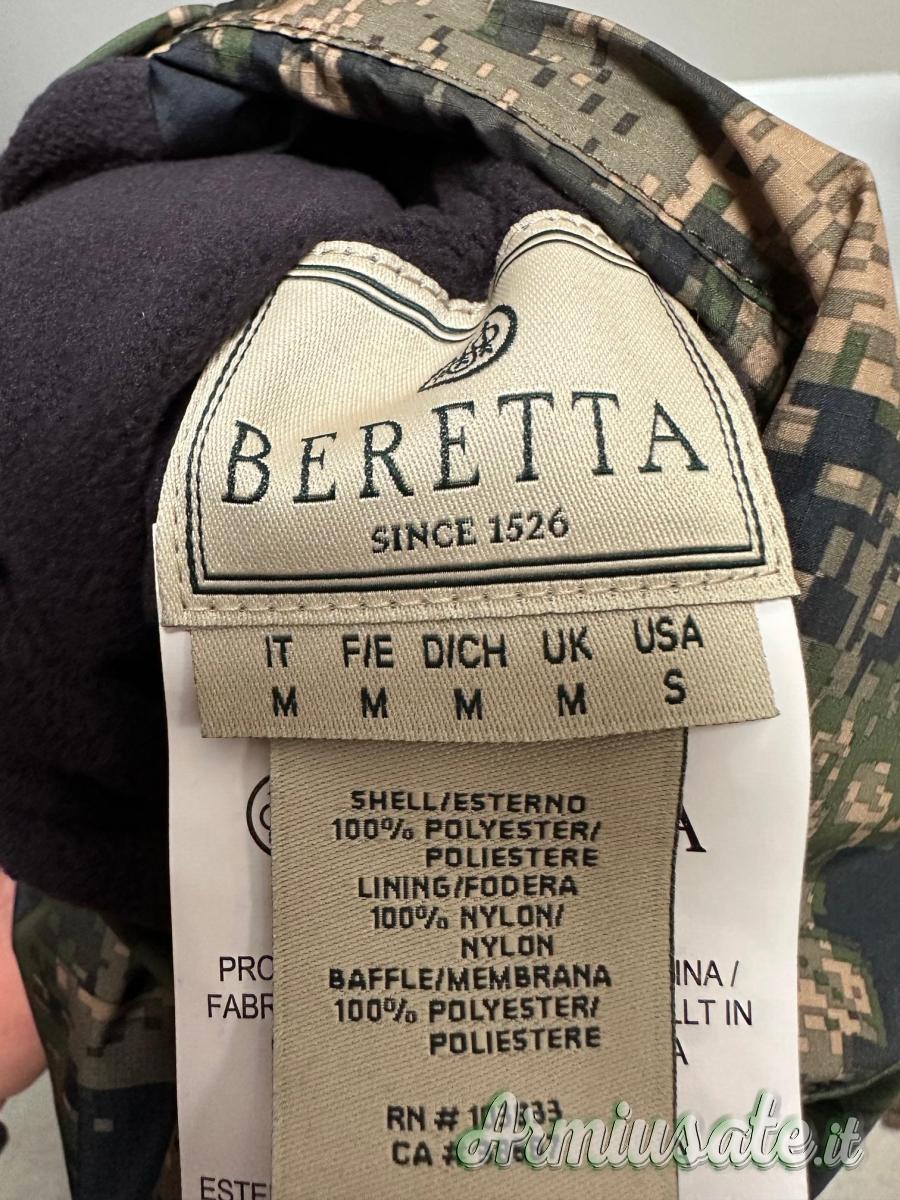 BERETTA
SINCE 1526
IT F/E D/CH UK USA
M M M M S
SHELL/ESTERNO
100% POLYESTER/
POLIESTERE
LINING/FODERA
100% NYLON/
NYLON
BAFFLE/MEMBRANA
100% POLYESTER/
POLIESTERE
PRO INA /
FABR LLT IN
A
RN #
CA #
ESTE
Armiusate.it